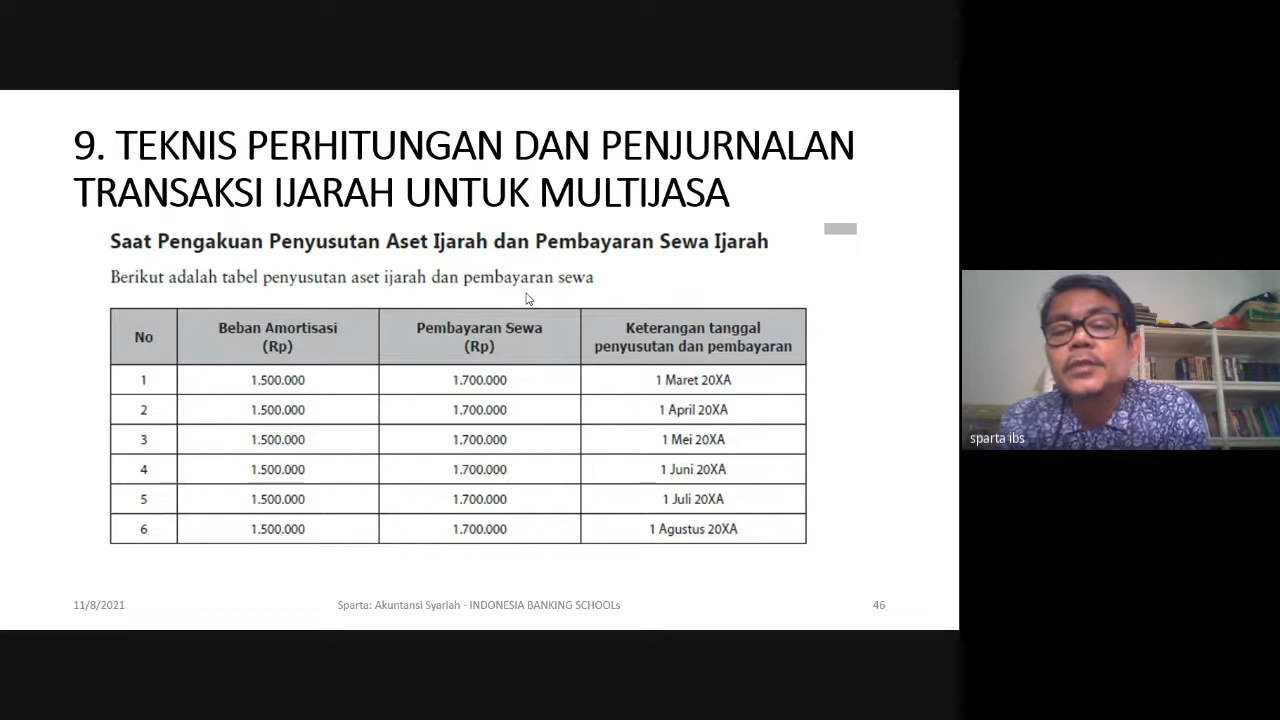 9. TEKNIS PERHITUNGAN DAN PENJURNALAN
TRANSAKSI IJARAH UNTUK MULTIJASA
Saat Pengakuan Penyusutan Aset Ijarah dan Pembayaran Sewa Ijarah
Berikut adalah tabel penyusutan aset ijarah dan pembayaran sewa
No Beban Amortisasi (Rp) Pembayaran Sewa (Rp) Keterangan tanggal penyusutan dan pembayaran
1 1.500.000 1.700.000 1 Maret 20XA
2 1.500.000 1.700.000 1 April 20XA
3 1.500.000 1.700.000 1 Mei 20XA
4 1.500.000 1.700.000 1 Juni 20XA
5 1.500.000 1.700.000 1 Juli 20XA
6 1.500.000 1.700.000 1 Agustus 20XA
11/8/2021 Sparta: Akuntansi Syariah - INDONESIA BANKING SCHOOLs 46
sparta ibs